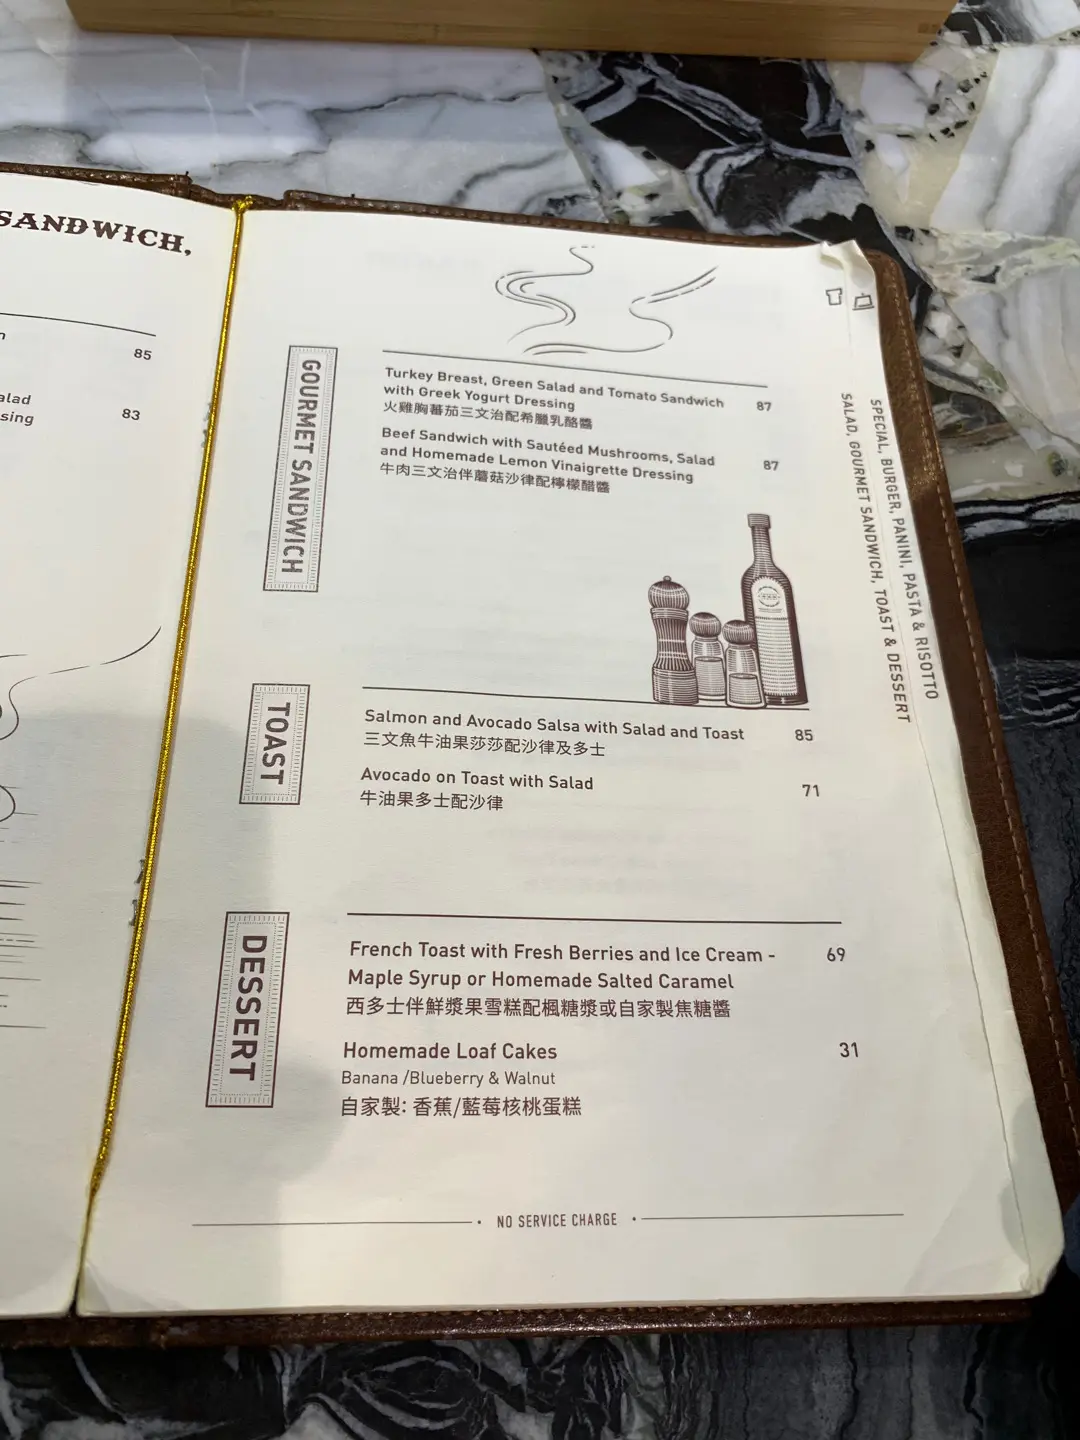 SANDWICH,
85
alad
sing
83
GOURMET SANDWICH
Turkey Breast, Green Salad and Tomato Sandwich
with Greek Yogurt Dressing 87
火雞胸蕃茄三文治配希臘乳酪醬
Beef Sandwich with Sautéed Mushrooms, Salad
and Homemade Lemon Vinaigrette Dressing 87
牛肉三文治伴蘑菇沙律配檸檬醋醬
TOAST
Salmon and Avocado Salsa with Salad and Toast 85
三文魚牛油果莎莎配沙律及多士
Avocado on Toast with Salad 71
牛油果多士配沙律
DESSERT
French Toast with Fresh Berries and Ice Cream - 69
Maple Syrup or Homemade Salted Caramel
西多士伴鮮漿果雪糕配楓糖漿或自家製焦糖醬
Homemade Loaf Cakes 31
Banana /Blueberry & Walnut
自家製: 香蕉/藍莓核桃蛋糕
• NO SERVICE CHARGE •
SALAD, GOURMET SANDWICH, TOAST & DESSERT
SPECIAL, BURGER, PANINI, PASTA & RISOTTO